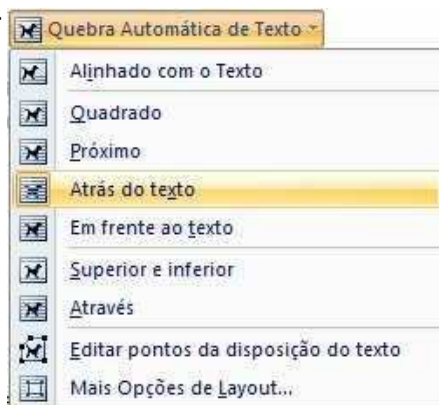 Quebra Automática de Texto
Alinhado com o Texto
Quadrado
Próximo
Atrás do texto
Em frente ao texto
Superior e inferior
Através
Editar pontos da disposição do texto
Mais Opções de Layout...